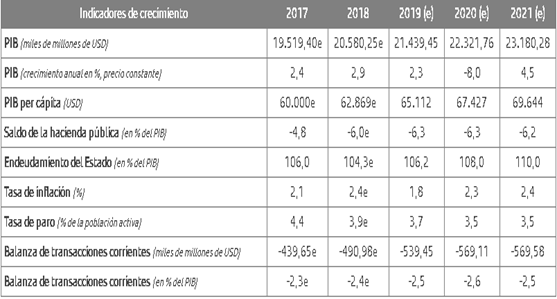 Indicadores de crecimiento 2017 2018 2019 (e) 2020 (e) 2021 (e)
PIB (miles de millones de USD) 19.519,40e 20.580,25e 21.439,45 22.321,76 23.180,28
PIB (crecimiento anual en %, precio constante) 2,4 2,9 2,3 -8,0 4,5
PIB per cápita (USD) 60.000e 62.869e 65.112 67.427 69.644
Saldo de la hacienda pública (en % del PIB) -4,8 -6,0e -6,3 -6,3 -6,2
Endeudamiento del Estado (en % del PIB) 106,0 104,3e 106,2 108,0 110,0
Tasa de inflación (%) 2,1 2,4e 1,8 2,3 2,4
Tasa de paro (% de la población activa) 4,4 3,9e 3,7 3,5 3,5
Balanza de transacciones corrientes (miles de millones de USD) -439,65e -490,98e -539,45 -569,11 -569,58
Balanza de transacciones corrientes (en % del PIB) -2,3e -2,4e -2,5 -2,6 -2,5